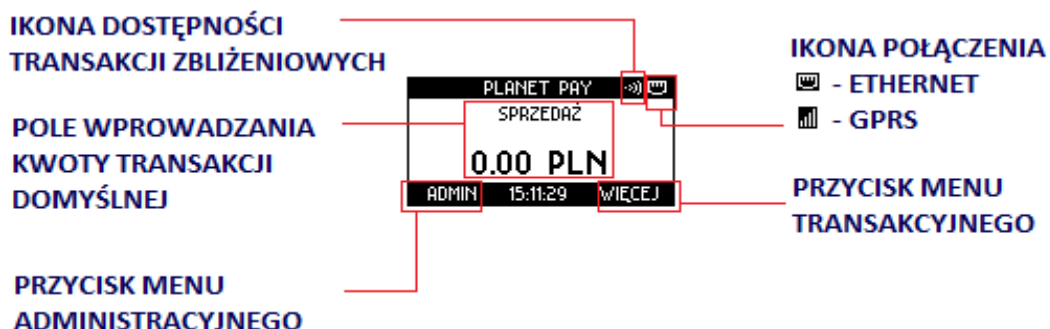 IKONA DOSTĘPNOŚCI
TRANSAKCJI ZBLIŻENIOWYCH
POLE WPROWADZANIA
KWOTY TRANSAKCJI
DOMYŚLNEJ
PRZYCISK MENU
ADMINISTRACYJNEGO
PLANET PAY
SPRZEDAŻ
0.00 PLN
ADMIN 15:11:29 WIĘCEJ
IKONA POŁĄCZENIA
- ETHERNET
- GPRS
PRZYCISK MENU
TRANSAKCYJNEGO